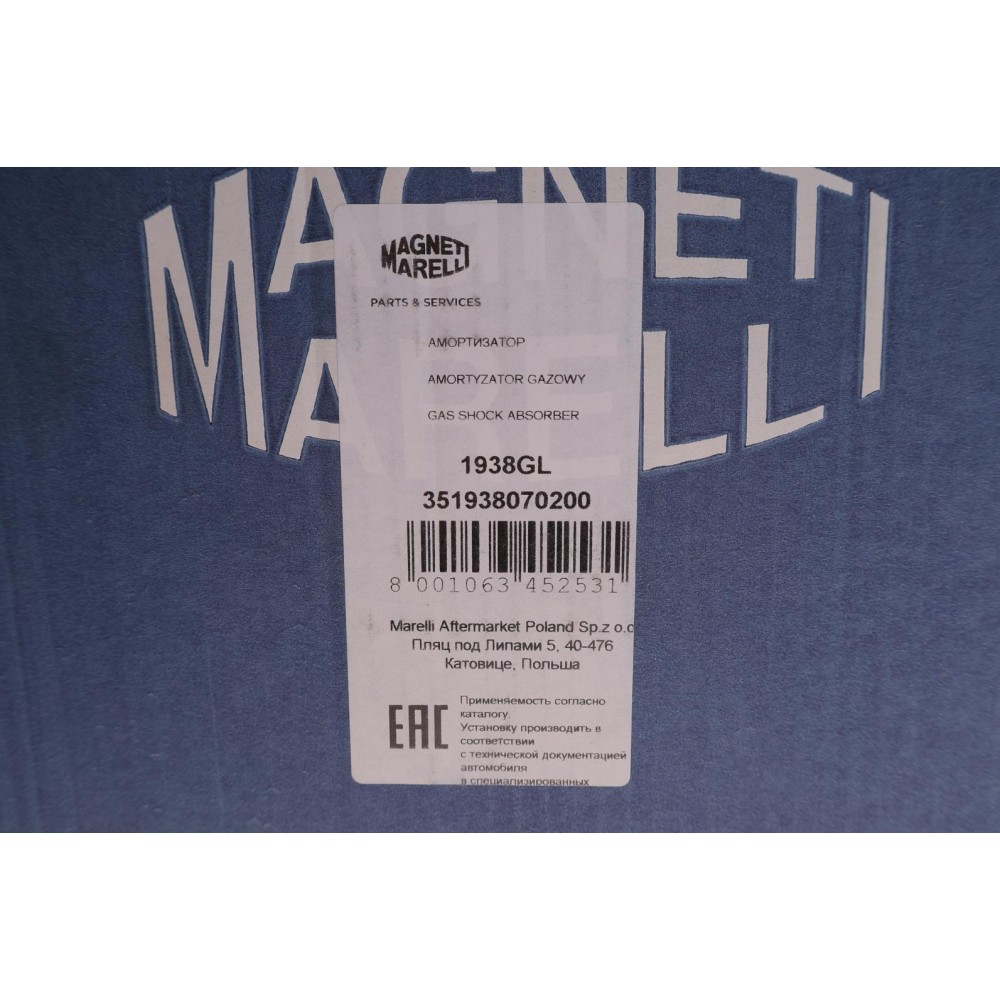 MAGNETI
MARELLI
MAGNETI
MARELLI
PARTS & SERVICES
АМОРТИЗАТОР
AMORTYZATOR GAZOWY
GAS SHOCK ABSORBER
1938GL
351938070200
8 001063 452531
Marelli Aftermarket Poland Sp.z o.o
Пляц под Липами 5, 40-476
Катовице, Польша
EAC
Применяемость согласно
каталогу.
Установку производить в
соответствии
с технической документацией
автомобиля
в специализированных